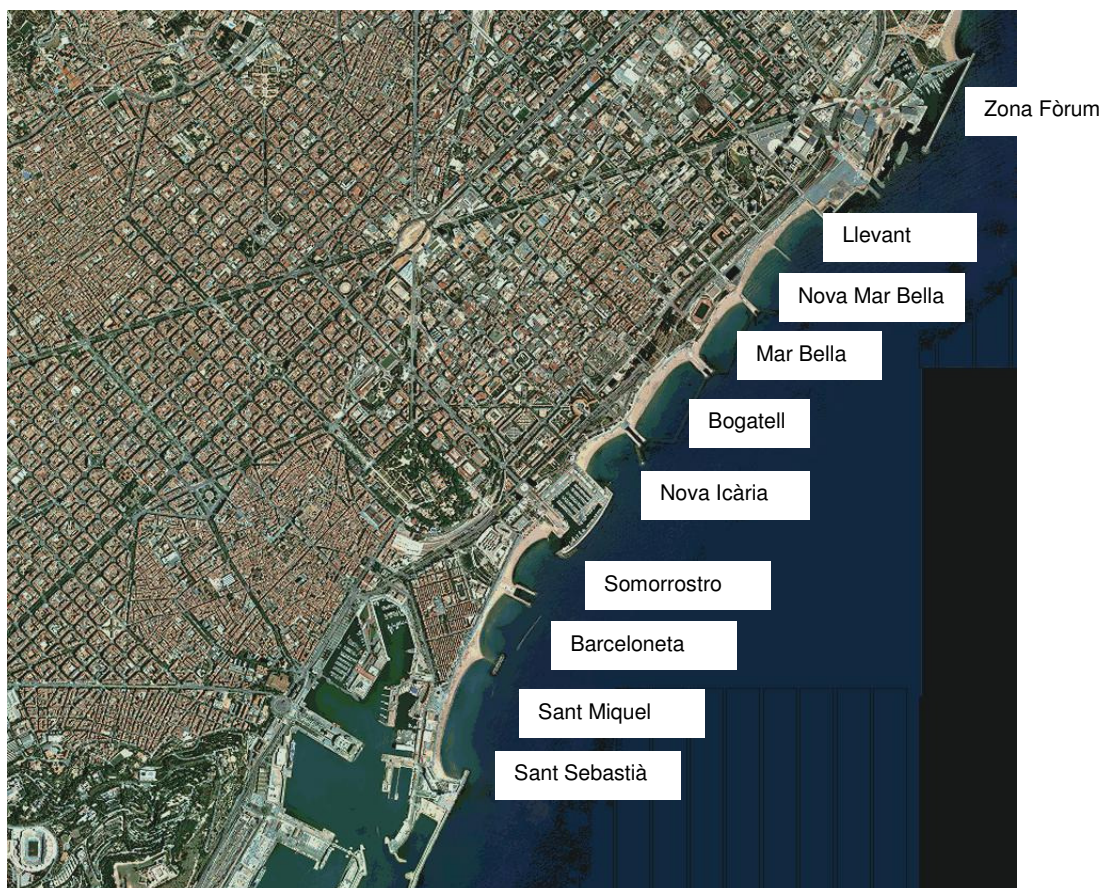 Zona Fòrum
Llevant
Nova Mar Bella
Mar Bella
Bogatell
Nova Icària
Somorrostro
Barceloneta
Sant Miquel
Sant Sebastià